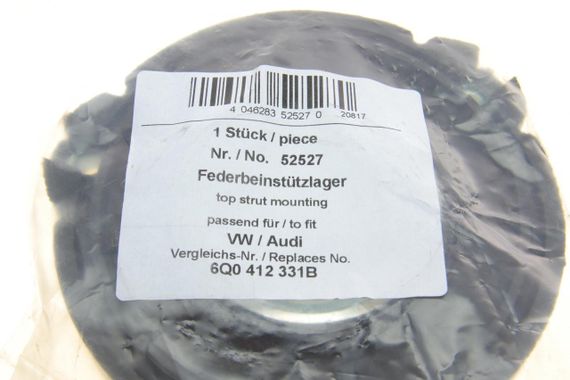 4 046283 52527 0 20817
1 Stück / piece
Nr. / No. 52527
Federbeinstützlager
top strut mounting
passend für / to fit
VW / Audi
Vergleichs-Nr. / Replaces No.
6Q0 412 331B